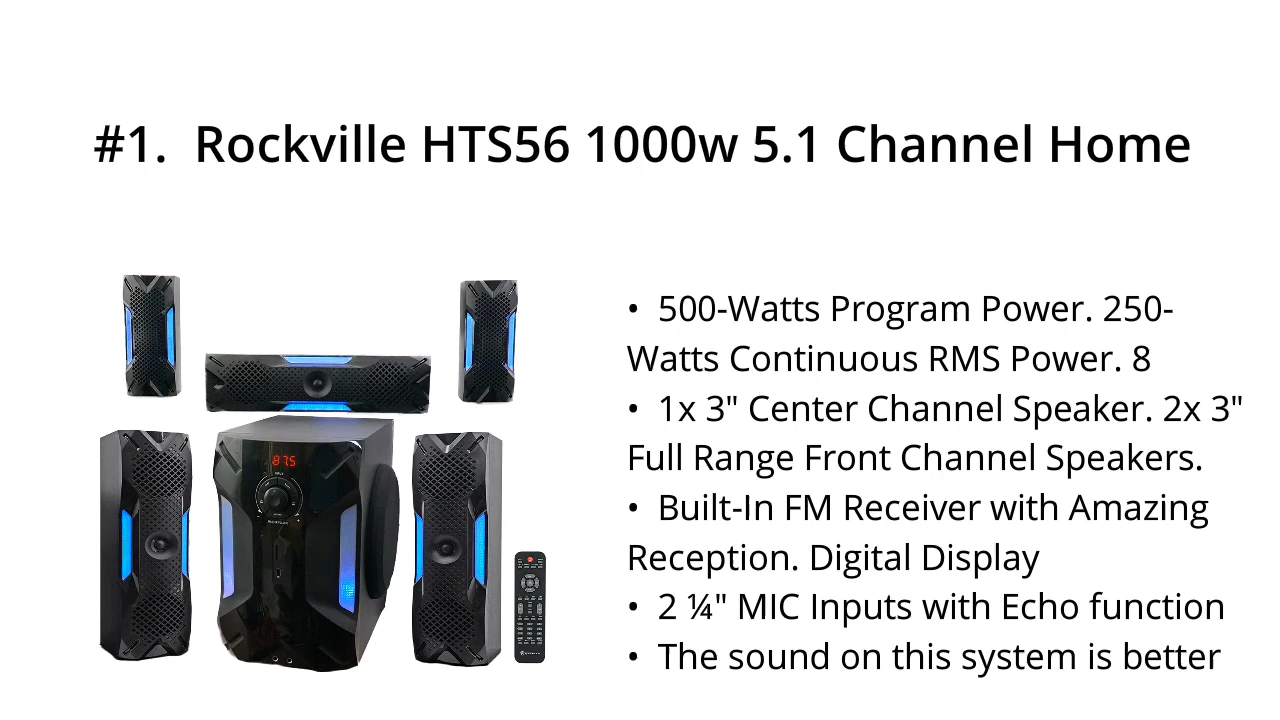 #1.  Rockville HTS56 1000w 5.1 Channel Home
•  500-Watts Program Power. 250-
Watts Continuous RMS Power. 8
•  1x 3" Center Channel Speaker. 2x 3"
Full Range Front Channel Speakers.
•  Built-In FM Receiver with Amazing
Reception. Digital Display
•  2 ¼" MIC Inputs with Echo function
•  The sound on this system is better
87.5